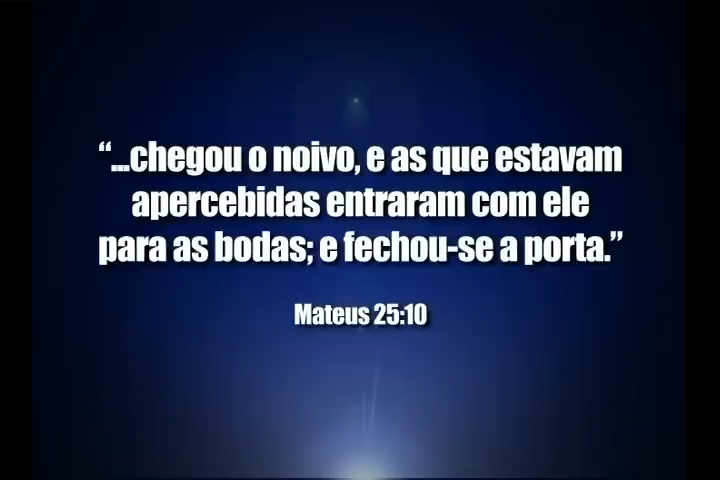 “...chegou o noivo, e as que estavam
apercebidas entraram com ele
para as bodas; e fechou-se a porta.”
Mateus 25:10